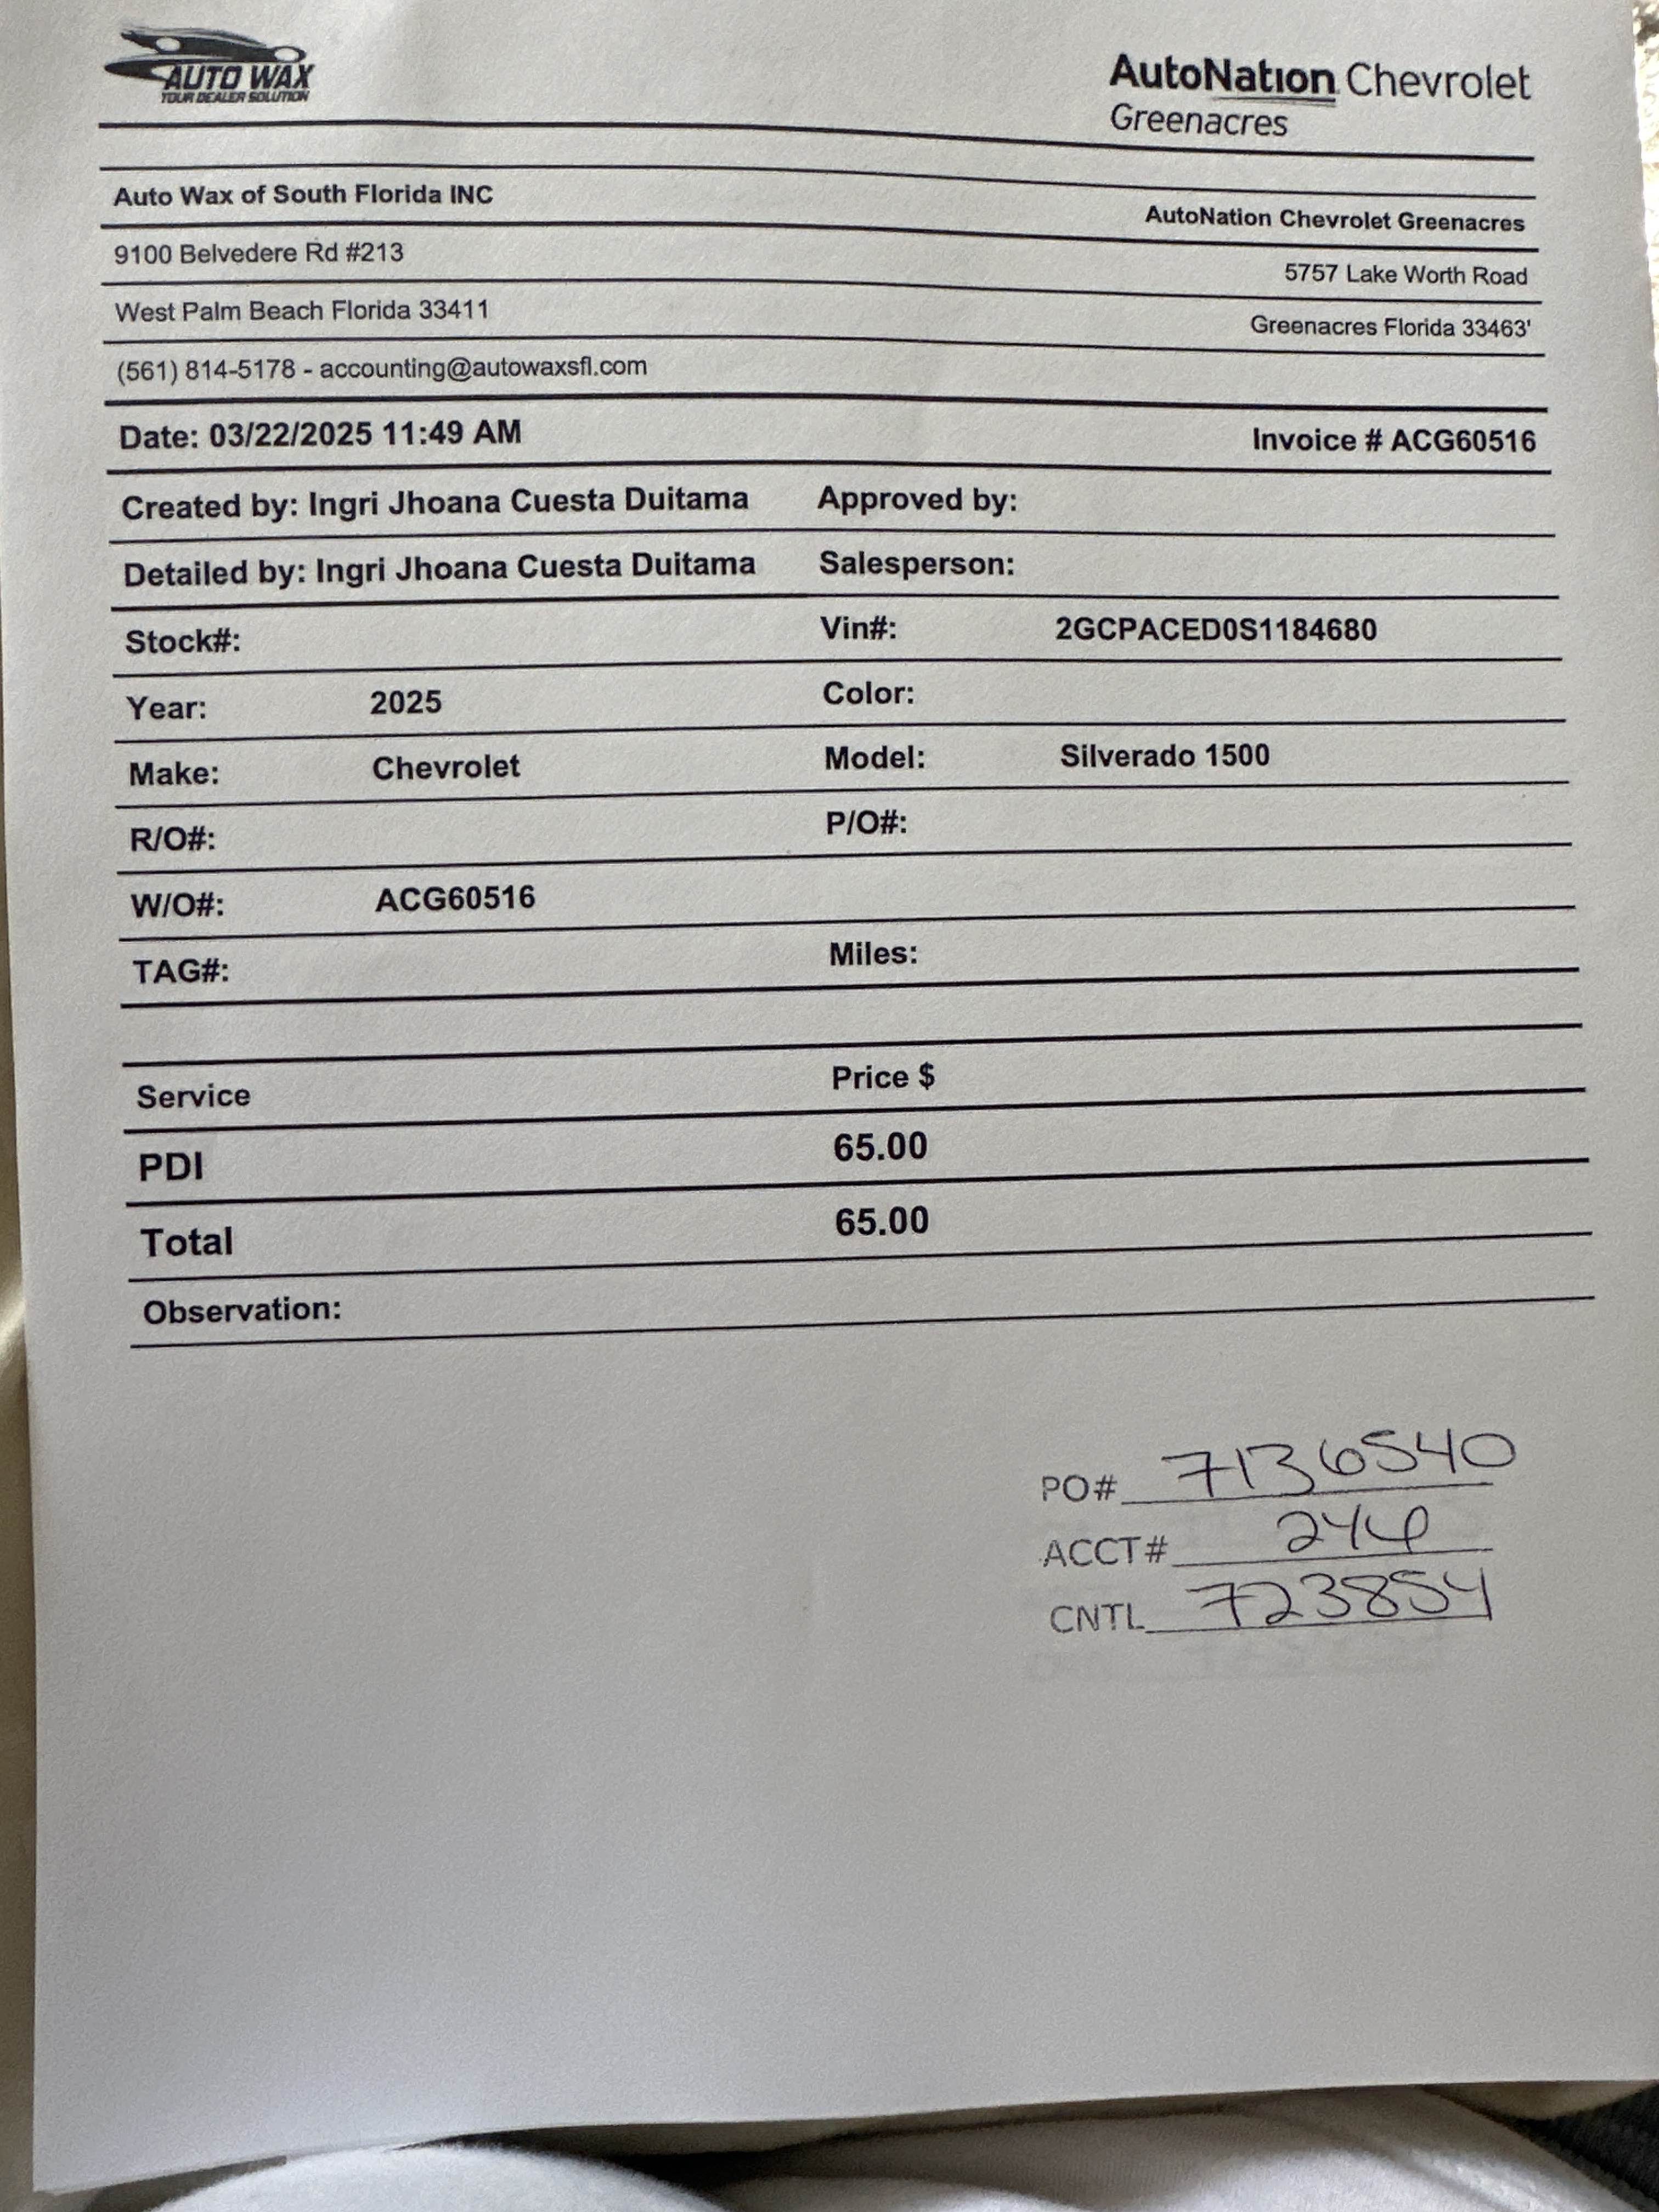 AUTO WAX
YOUR DEALER SOLUTION
AutoNation Chevrolet
Greenacres
Auto Wax of South Florida INC
AutoNation Chevrolet Greenacres
9100 Belvedere Rd #213
5757 Lake Worth Road
West Palm Beach Florida 33411
Greenacres Florida 33463'
(561) 814-5178 - accounting@autowaxsfl.com
Date: 03/22/2025 11:49 AM Invoice # ACG60516
Created by: Ingri Jhoana Cuesta Duitama Approved by:
Detailed by: Ingri Jhoana Cuesta Duitama Salesperson:
Stock#: Vin#: 2GCPACED0S1184680
Year: 2025 Color:
Make: Chevrolet Model: Silverado 1500
R/O#: P/O#:
W/O#: ACG60516
TAG#: Miles:
Service Price $
PDI 65.00
Total 65.00
Observation:
PO# 7136540
ACCT# 246
CNTL 723854